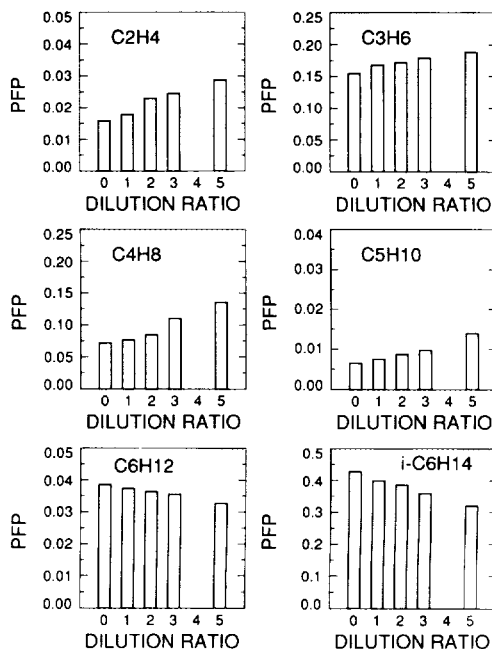 C2H4
PFP
0.05
0.04
0.03
0.02
0.01
0.00
0 1 2 3 4 5
DILUTION RATIO
C3H6
PFP
0.25
0.20
0.15
0.10
0.05
0.00
0 1 2 3 4 5
DILUTION RATIO
C4H8
PFP
0.25
0.20
0.15
0.10
0.05
0.00
0 1 2 3 4 5
DILUTION RATIO
C5H10
PFP
0.04
0.03
0.02
0.01
0.00
0 1 2 3 4 5
DILUTION RATIO
C6H12
PFP
0.05
0.04
0.03
0.02
0.01
0.00
0 1 2 3 4 5
DILUTION RATIO
i-C6H14
PFP
0.5
0.4
0.3
0.2
0.1
0.0
0 1 2 3 4 5
DILUTION RATIO